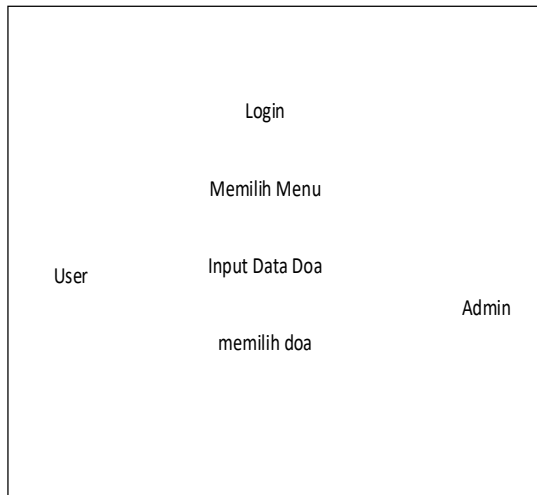 Login
Memilih Menu
Input Data Doa
User
Admin
memilih doa